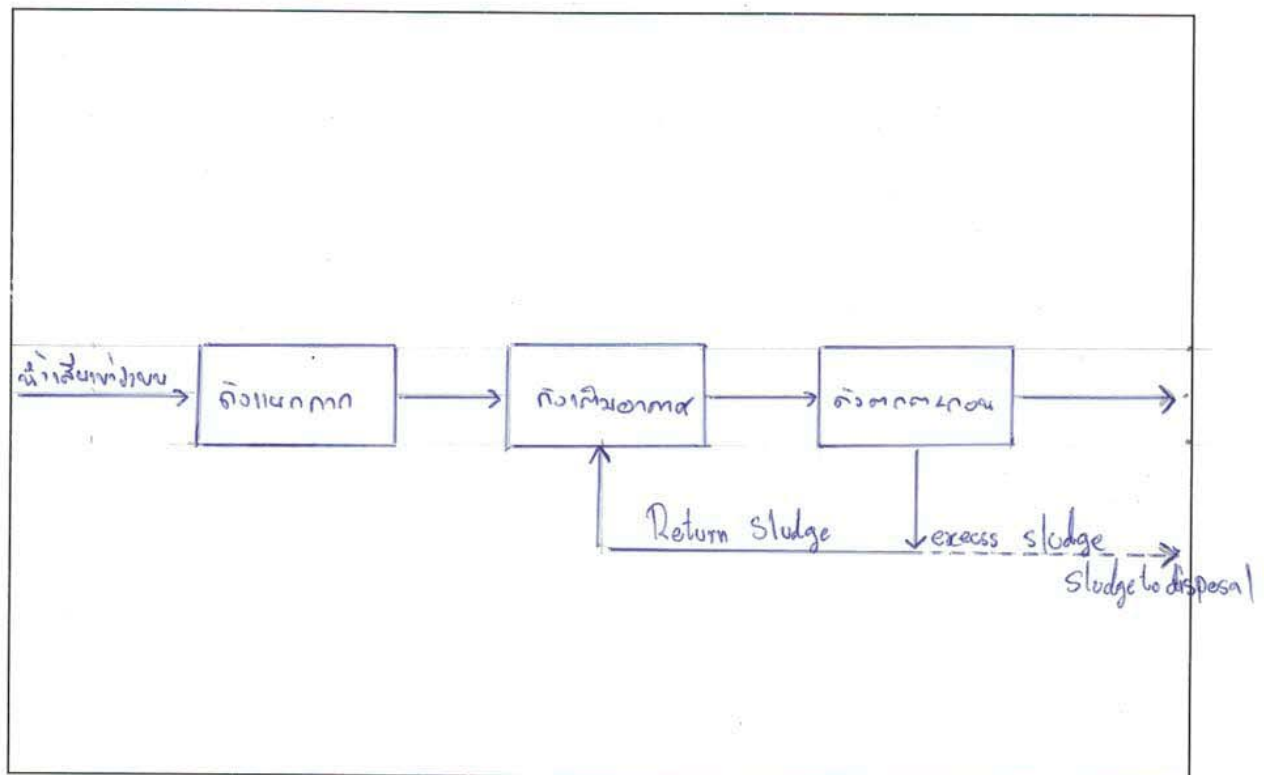 น้ำเสียเข้าระบบ
ถังแยกกาก
ถังเติมอากาศ
ถังตกตะกอน
Return Sludge
execss sludge
Sludge to disposal